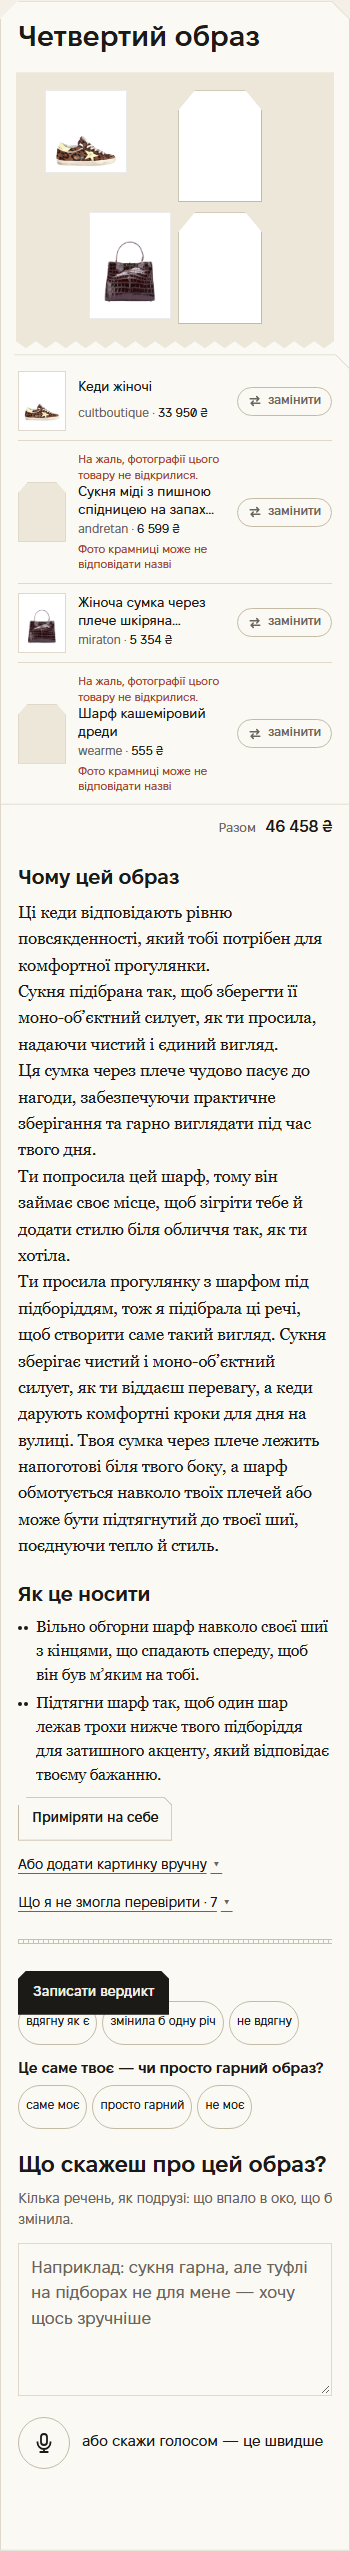 Четвертий образ
Кеди жіночі
cultboutique · 33 950 ₴
замінити
На жаль, фотографії цього
товару не відкрилися.
Сукня міді з пишною
спідницею на запах...
andretan · 6 599 ₴
Фото крамниці може не
відповідати назві
замінити
Жіноча сумка через
плече шкіряна...
miraton · 5 354 ₴
замінити
На жаль, фотографії цього
товару не відкрилися.
Шарф кашеміровий
дреди
wearme · 555 ₴
Фото крамниці може не
відповідати назві
замінити
Разом 46 458 ₴
Чому цей образ
Ці кеди відповідають рівню
повсякденності, який тобі потрібен для
комфортної прогулянки.
Сукня підібрана так, щоб зберегти її
моно-об’єктний силует, як ти просила,
надаючи чистий і єдиний вигляд.
Ця сумка через плече чудово пасує до
нагоди, забезпечуючи практичне
зберігання та гарно виглядати під час
твого дня.
Ти попросила цей шарф, тому він
займає своє місце, щоб зігріти тебе й
додати стилю біля обличчя так, як ти
хотіла.
Ти просила прогулянку з шарфом під
підборіддям, тож я підібрала ці речі,
щоб створити саме такий вигляд. Сукня
зберігає чистий і моно-об’єктний
силует, як ти віддаєш перевагу, а кеди
дарують комфортні кроки для дня на
вулиці. Твоя сумка через плече лежить
напоготові біля твого боку, а шарф
обмотується навколо твоїх плечей або
може бути підтягнутий до твоєї шиї,
поєднуючи тепло й стиль.
Як це носити
Вільно обгорни шарф навколо своєї шиї
з кінцями, що спадають спереду, щоб
він був м’яким на тобі.
Підтягни шарф так, щоб один шар
лежав трохи нижче твого підборіддя
для затишного акценту, який відповідає
твоєму бажанню.
Приміряти на себе
Або додати картинку вручну
Що я не змогла перевірити · 7
Записати вердикт
вдягну як є
змінила б одну річ
не вдягну
Це саме твоє — чи просто гарний образ?
саме моє
просто гарний
не моє
Що скажеш про цей образ?
Кілька речень, як подрузі: що впало в око, що б
змінила.
Наприклад: сукня гарна, але туфлі
на підборах не для мене — хочу
щось зручніше
або скажи голосом — це швидше